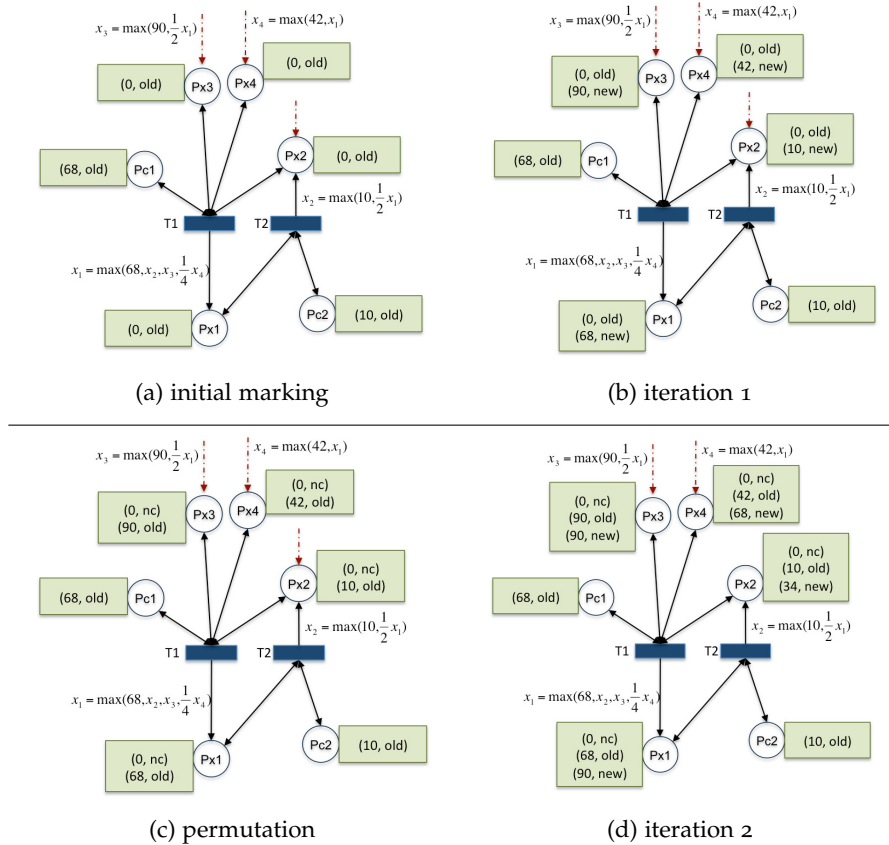 x₃ = max(90, 1/2 x₁)
x₄ = max(42, x₁)
(0, old)
Px3
Px4
(0, old)
Pc1
(68, old)
Px2
(0, old)
x₂ = max(10, 1/2 x₁)
T1
T2
x₁ = max(68, x₂, x₃, 1/4 x₄)
(0, old)
Px1
Pc2
(10, old)
(a) initial marking
x₃ = max(90, 1/2 x₁)
x₄ = max(42, x₁)
(0, old)
(90, new)
Px3
Px4
(0, old)
(42, new)
(68, old)
Pc1
Px2
(0, old)
(10, new)
x₂ = max(10, 1/2 x₁)
T1
T2
x₁ = max(68, x₂, x₃, 1/4 x₄)
(0, old)
(68, new)
Px1
Pc2
(10, old)
(b) iteration 1
x₃ = max(90, 1/2 x₁)
x₄ = max(42, x₁)
(0, nc)
(90, old)
Px3
Px4
(0, nc)
(42, old)
(68, old)
Pc1
Px2
(0, nc)
(10, old)
x₂ = max(10, 1/2 x₁)
T1
T2
x₁ = max(68, x₂, x₃, 1/4 x₄)
(0, nc)
(68, old)
Px1
Pc2
(10, old)
(c) permutation
x₃ = max(90, 1/2 x₁)
x₄ = max(42, x₁)
(0, nc)
(90, old)
(90, new)
Px3
Px4
(0, nc)
(42, old)
(68, new)
(68, old)
Pc1
Px2
(0, nc)
(10, old)
(34, new)
x₂ = max(10, 1/2 x₁)
T1
T2
x₁ = max(68, x₂, x₃, 1/4 x₄)
(0, nc)
(68, old)
(90, new)
Px1
Pc2
(10, old)
(d) iteration 2